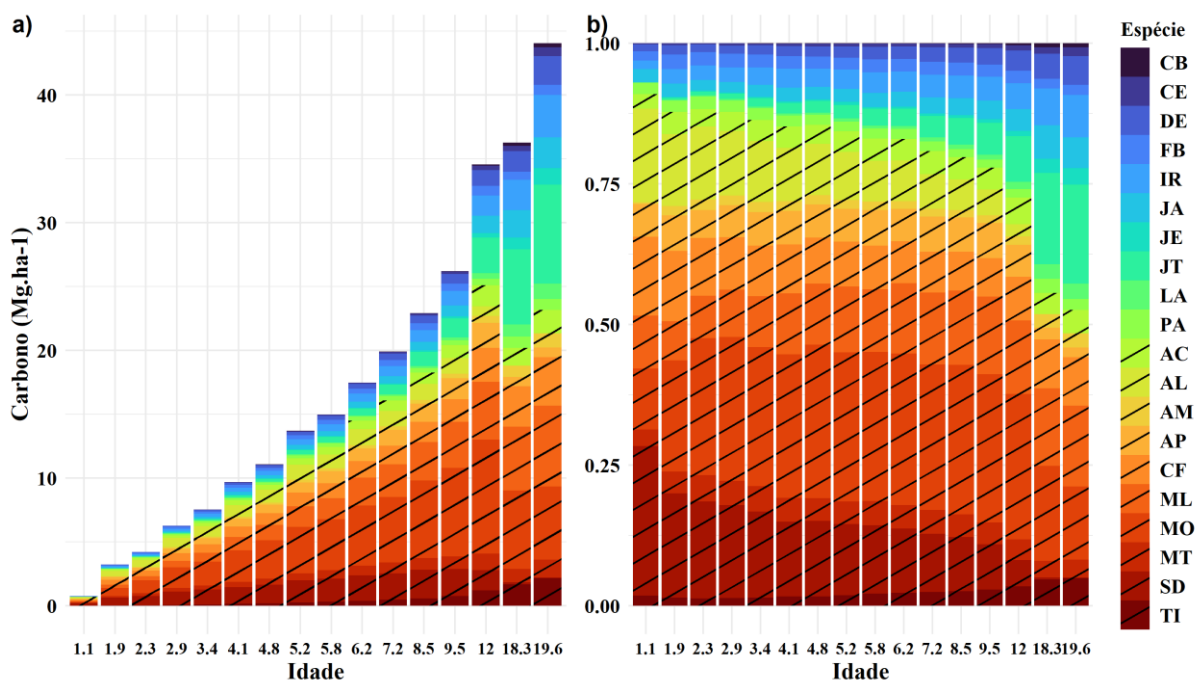 a)
b)
Carbono (Mg.ha-1)
40
30
20
10
0
1.1 1.9 2.3 2.9 3.4 4.1 4.8 5.2 5.8 6.2 7.2 8.5 9.5 12 18.3 19.6
Idade
1.00
0.75
0.50
0.25
0.00
1.1 1.9 2.3 2.9 3.4 4.1 4.8 5.2 5.8 6.2 7.2 8.5 9.5 12 18.3 19.6
Idade
Espécie
CB
CE
DE
FB
IR
JA
JE
JT
LA
PA
AC
AL
AM
AP
CF
ML
MO
MT
SD
TI